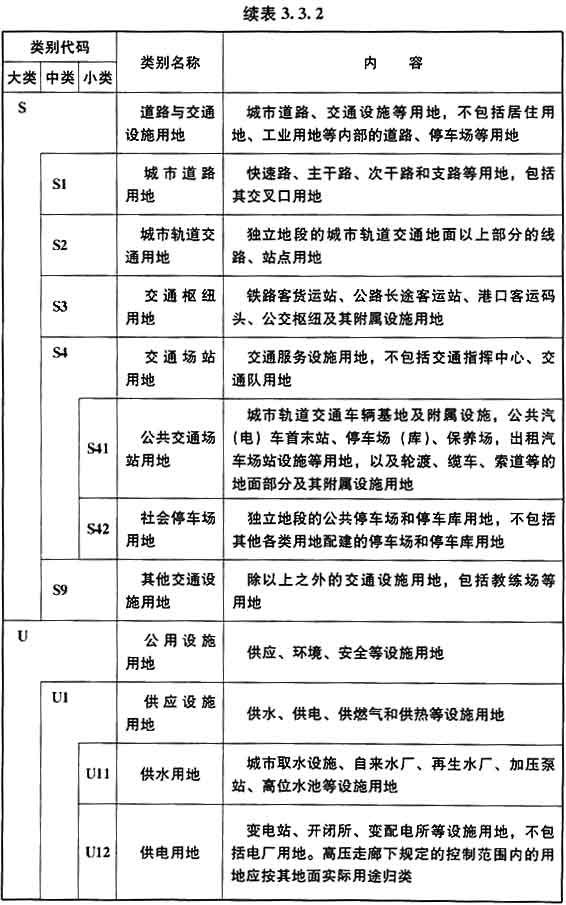 续表 3.3.2
类别代码
类别名称
内 容
大类 中类 小类
S
道路与交通
设施用地
城市道路、交通设施等用地，不包括居住用
地、工业用地等内部的道路、停车场等用地
S1
城市道路
用地
快速路、主干路、次干路和支路等用地，包括
其交叉口用地
S2
城市轨道交
通用地
独立地段的城市轨道交通地面以上部分的线
路、站点用地
S3
交通枢纽
用地
铁路客货运站、公路长途客运站、港口客运码
头、公交枢纽及其附属设施用地
S4
交通场站
用地
交通服务设施用地，不包括交通指挥中心、交
通队用地
S41
公共交通场
站用地
城市轨道交通车辆基地及附属设施，公共汽
（电）车首末站、停车场（库）、保养场，出租汽
车场站设施等用地，以及轮渡、缆车、索道等的
地面部分及其附属设施用地
S42
社会停车场
用地
独立地段的公共停车场和停车库用地，不包括
其他各类用地配建的停车场和停车库用地
S9
其他交通设
施用地
除以上之外的交通设施用地，包括教练场等
用地
U
公用设施
用地
供应、环境、安全等设施用地
U1
供应设施
用地
供水、供电、供燃气和供热等设施用地
U11
供水用地
城市取水设施、自来水厂、再生水厂、加压泵
站、高位水池等设施用地
U12
供电用地
变电站、开闭所、变配电所等设施用地，不包
括电厂用地。高压走廊下规定的控制范围内的用
地应按其地面实际用途归类